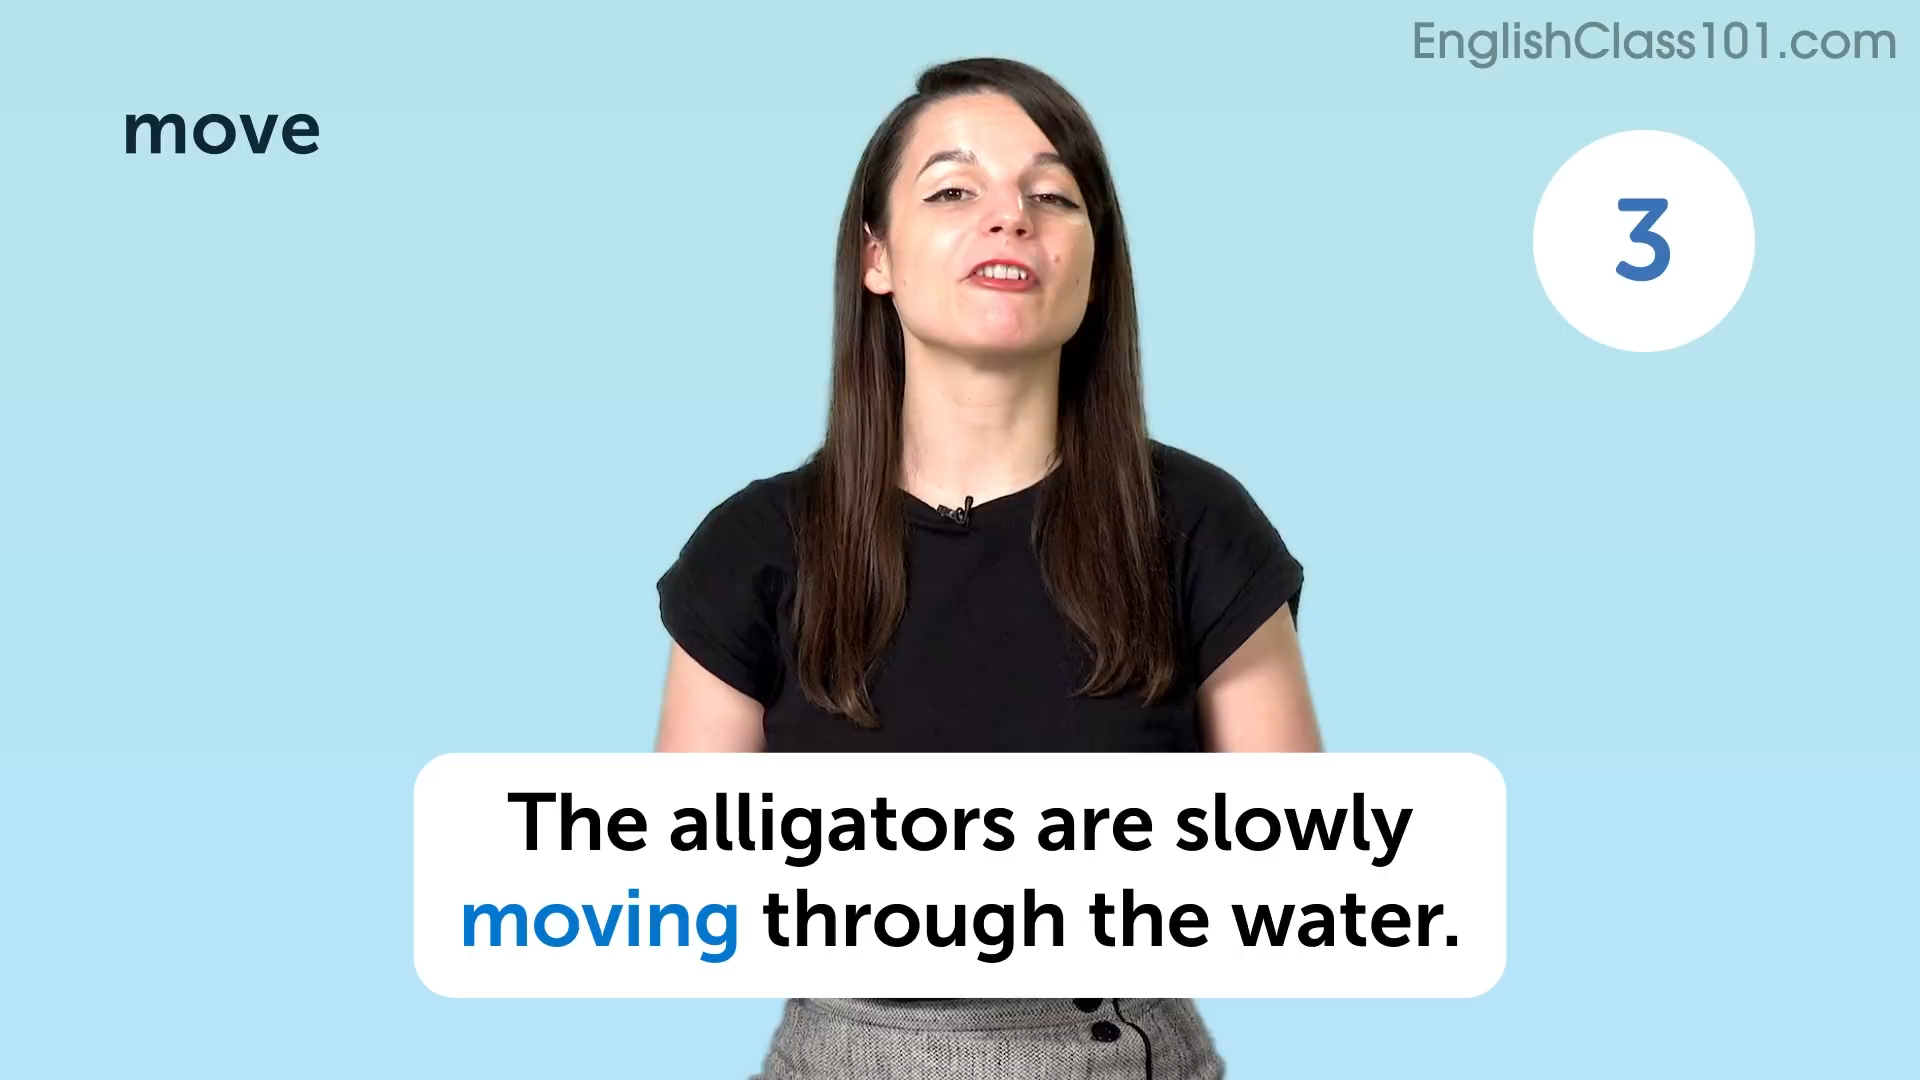 EnglishClass101.com
move
3
The alligators are slowly
moving through the water.